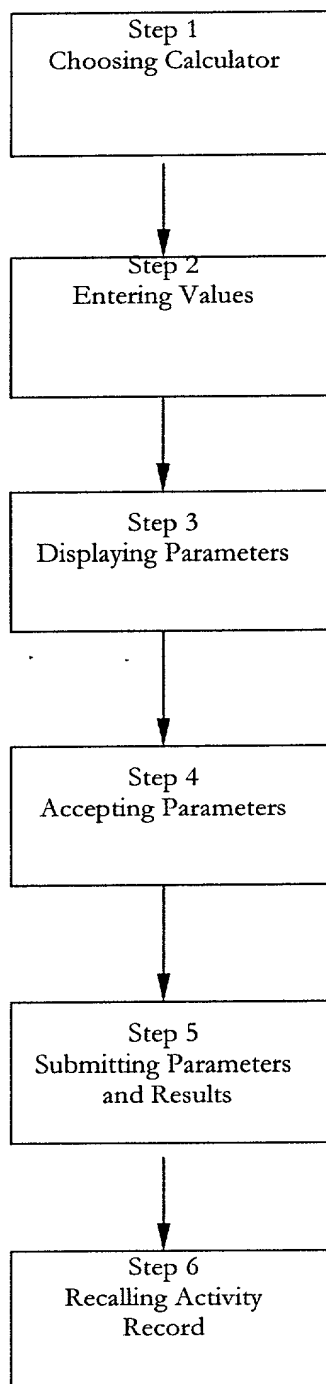 Step 1
Choosing Calculator
Step 2
Entering Values
Step 3
Displaying Parameters
Step 4
Accepting Parameters
Step 5
Submitting Parameters
and Results
Step 6
Recalling Activity
Record